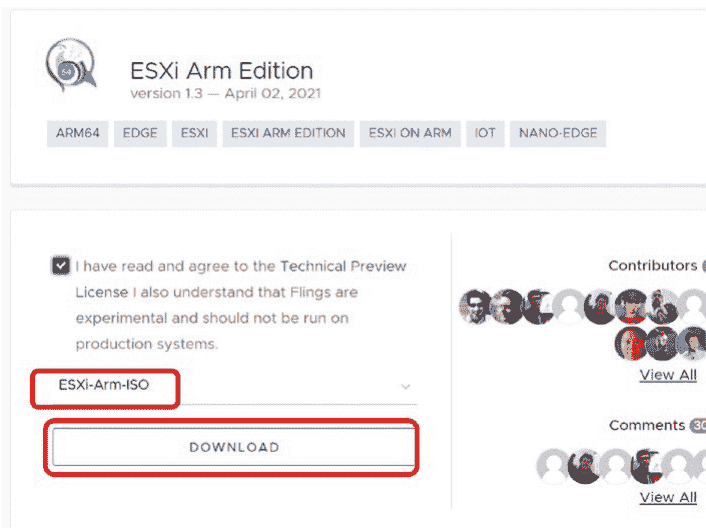 64
ESXi Arm Edition
version 1.3 — April 02, 2021
ARM64 EDGE ESXI ESXI ARM EDITION ESXI ON ARM IOT NANO-EDGE
I have read and agree to the Technical Preview
License I also understand that Flings are
experimental and should not be run on
production systems.
ESXi-Arm-ISO
DOWNLOAD
Contributors
View All
Comments 30
View All